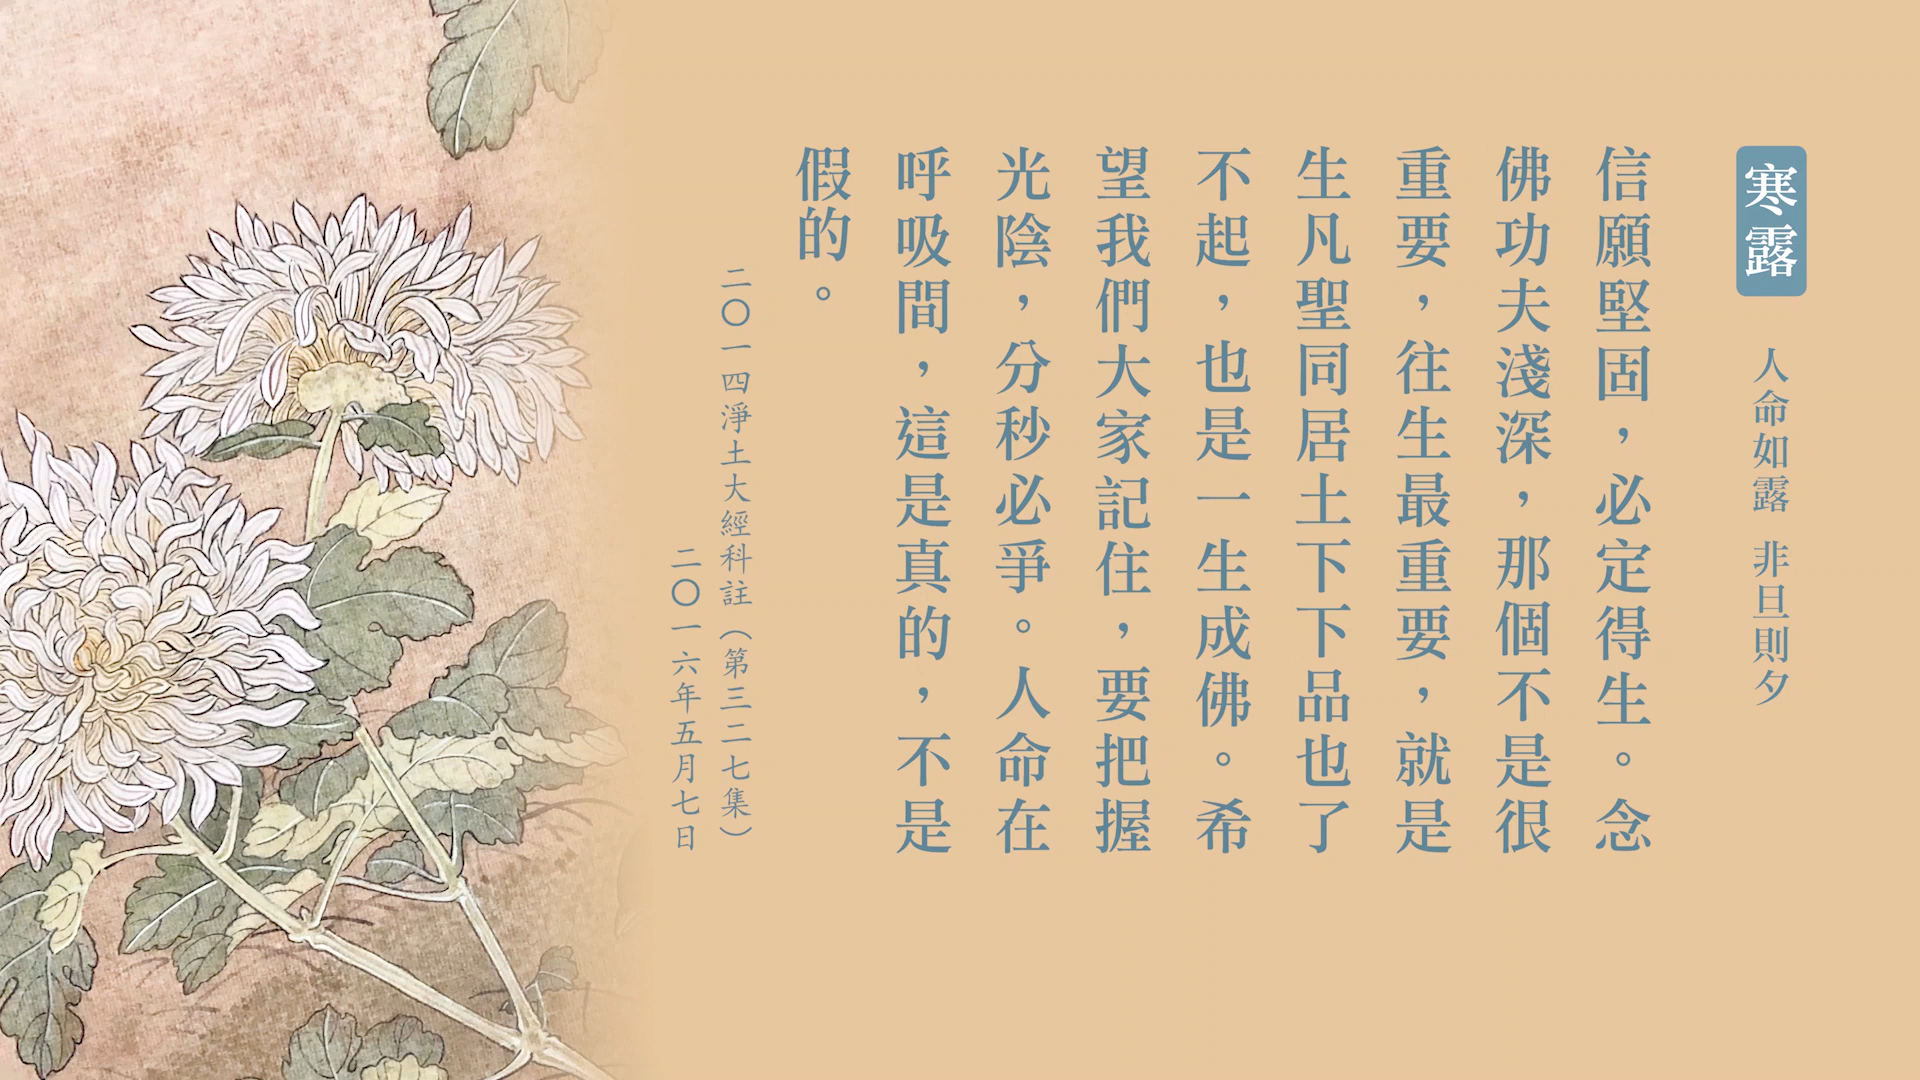 寒露
人命如露 非旦則夕
信願堅固，必定得生。念
佛功夫淺深，那個不是很
重要，往生最重要，就是
生凡聖同居土下下品也了
不起，也是一生成佛。希
望我們大家記住，要把握
光陰，分秒必爭。人命在
呼吸間，這是真的，不是
假的。
二〇一四淨土大經科註（第三二七集）
二〇一六年五月七日